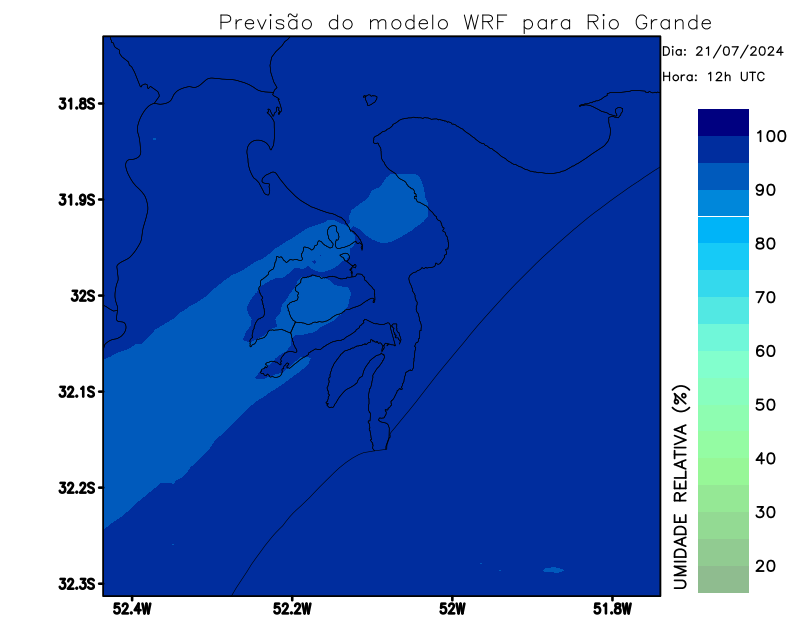 Previsão do modelo WRF para Rio Grande
Dia: 21/07/2024
Hora: 12h UTC
31.8S
31.9S
32S
32.1S
32.2S
32.3S
52.4W 52.2W 52W 51.8W
UMIDADE RELATIVA (%)
100
90
80
70
60
50
40
30
20